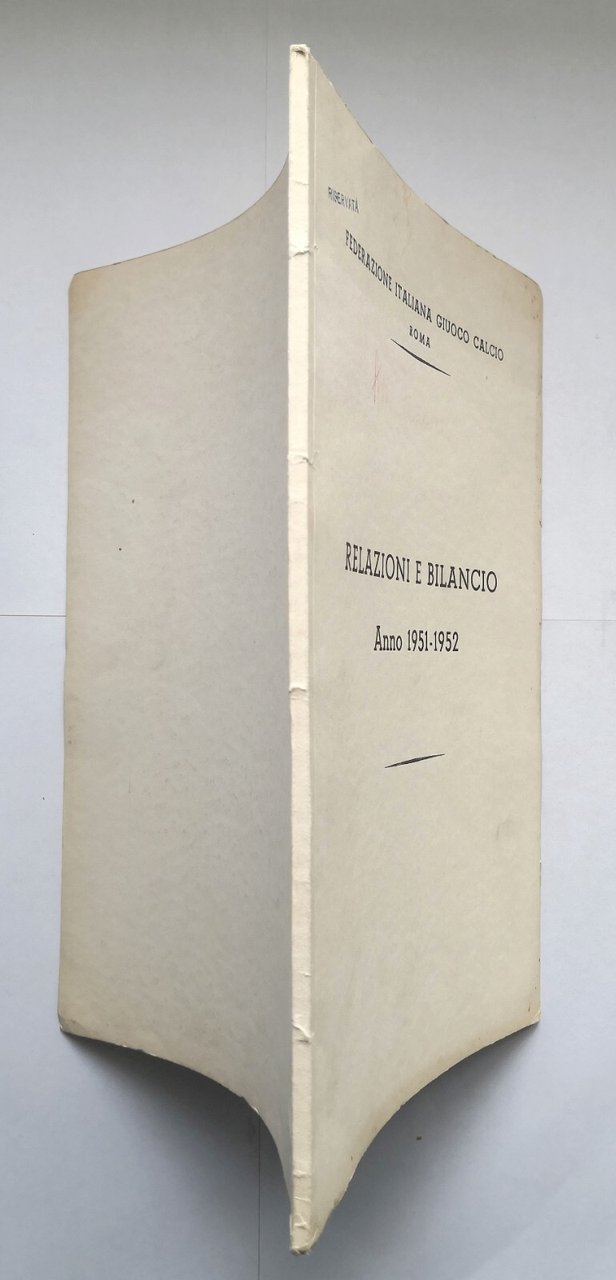 RISERVATA
FEDERAZIONE ITALIANA GIUOCO CALCIO
ROMA
RELAZIONI E BILANCIO
Anno 1951-1952